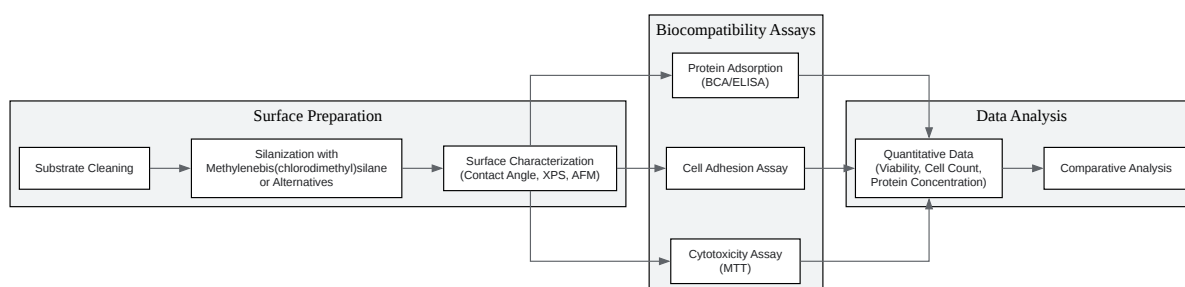 Biocompatibility Assays
Protein Adsorption
(BCA/ELISA)
Surface Preparation
Data Analysis
Substrate Cleaning
Silanization with
Methylenebis(chlorodimethyl)silane
or Alternatives
Surface Characterization
(Contact Angle, XPS, AFM)
Cell Adhesion Assay
Quantitative Data
(Viability, Cell Count,
Protein Concentration)
Comparative Analysis
Cytotoxicity Assay
(MTT)